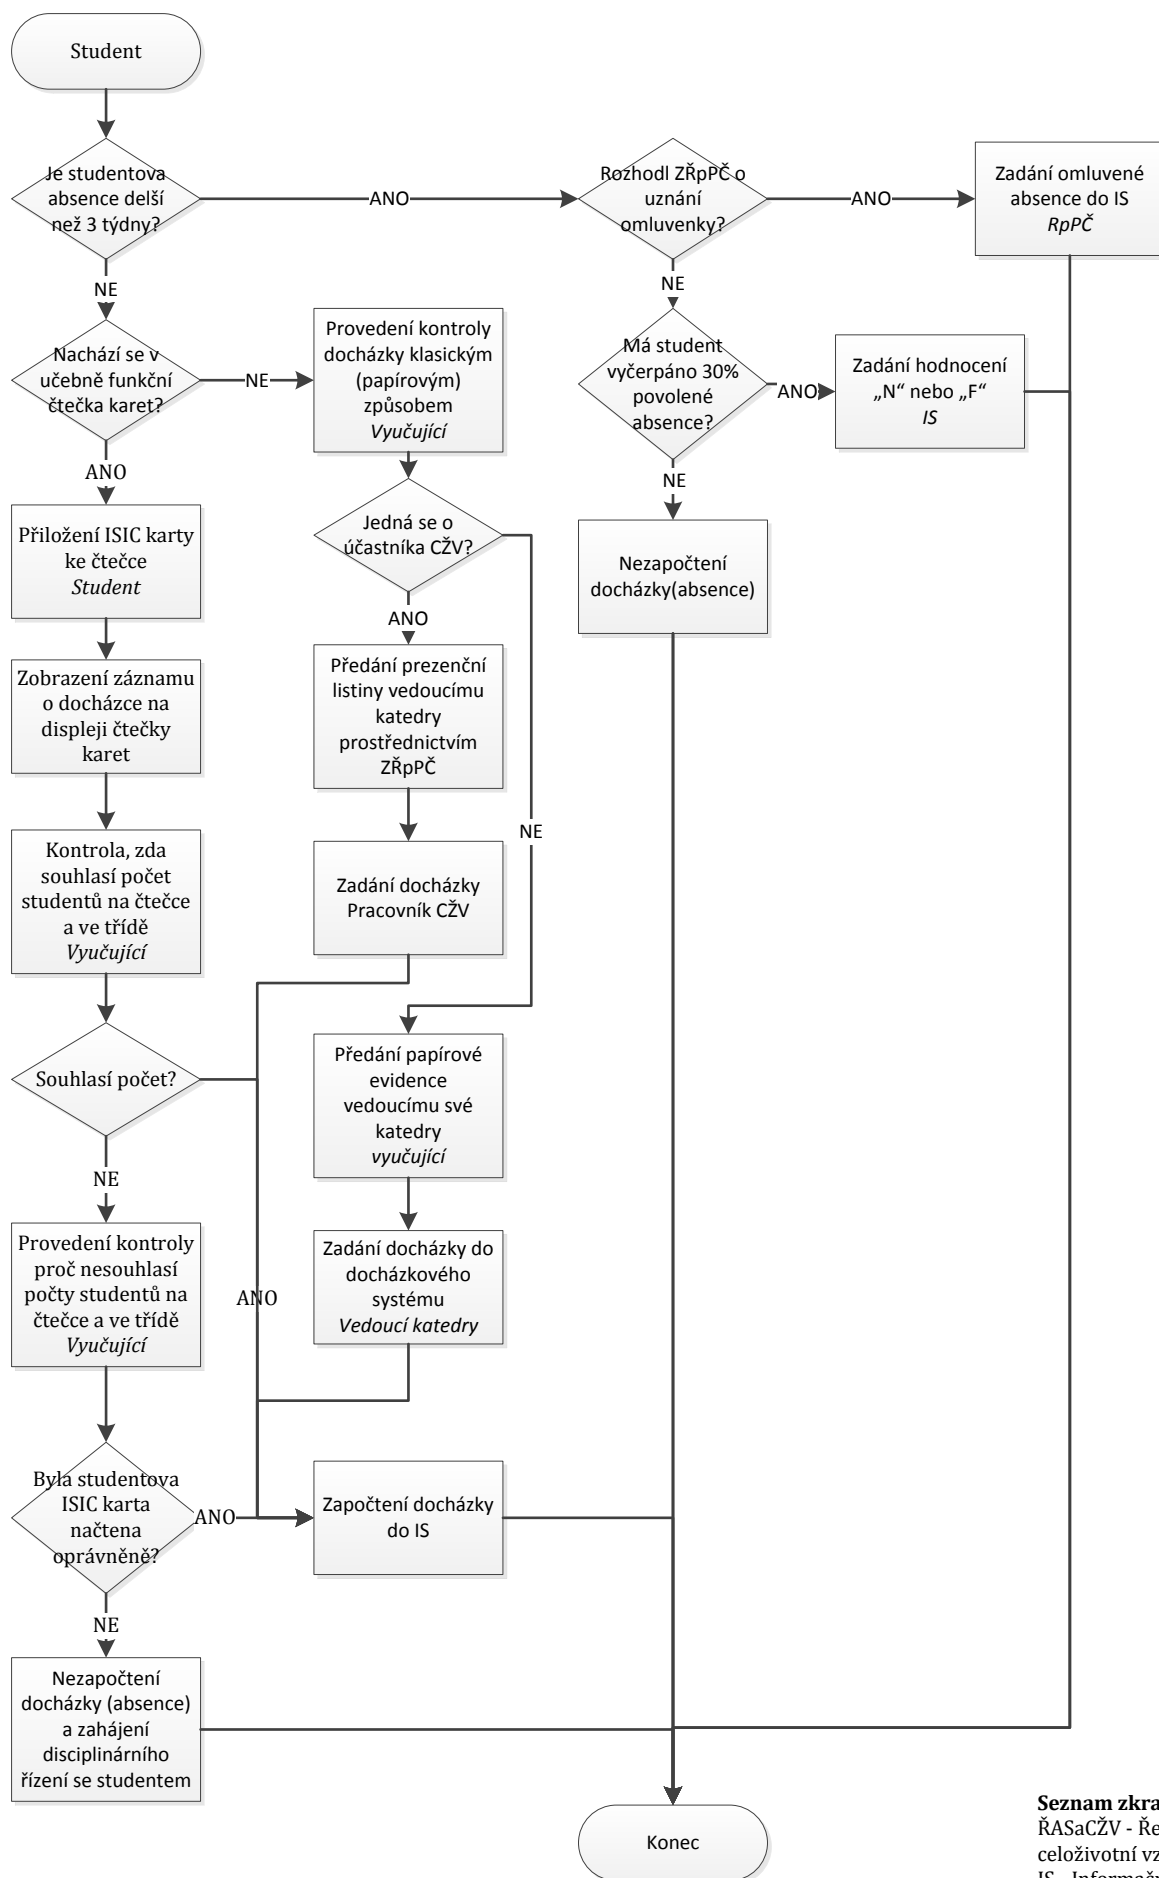 Student
Je studentova
absence delší
než 3 týdny?
ANO
Rozhodl ZŘpPČ o
uznání
omluvenky?
ANO
Zadání omluvené
absence do IS
RpPČ
NE
NE
Nachází se v
učebně funkční
čtečka karet?
NE
Provedení kontroly
docházky klasickým
(papírovým)
způsobem
Vyučující
Má student
vyčerpáno 30%
povolené
absence?
ANO
Zadání hodnocení
„N“ nebo „F“
IS
ANO
NE
Přiložení ISIC karty
ke čtečce
Student
Jedná se o
účastníka CŽV?
Nezapočtení
docházky(absence)
ANO
Zobrazení záznamu
o docházce na
displeji čtečky
karet
Předání prezenční
listiny vedoucímu
katedry
prostřednictvím
ZŘpPČ
NE
Kontrola, zda
souhlasí počet
studentů na čtečce
a ve třídě
Vyučující
Zadání docházky
Pracovník CŽV
Souhlasí počet?
Předání papírové
evidence
vedoucímu své
katedry
vyučující
NE
Provedení kontroly
proč nesouhlasí
počty studentů na
čtečce a ve třídě
Vyučující
ANO
Zadání docházky do
docházkového
systému
Vedoucí katedry
Byla studentova
ISIC karta
načtena
oprávněně?
ANO
Započtení docházky
do IS
NE
Nezapočtení
docházky (absence)
a zahájení
disciplinárního
řízení se studentem
Konec
Seznam zkra
ŘASaCŽV - Ře
celoživotní vz
IS - Informačn